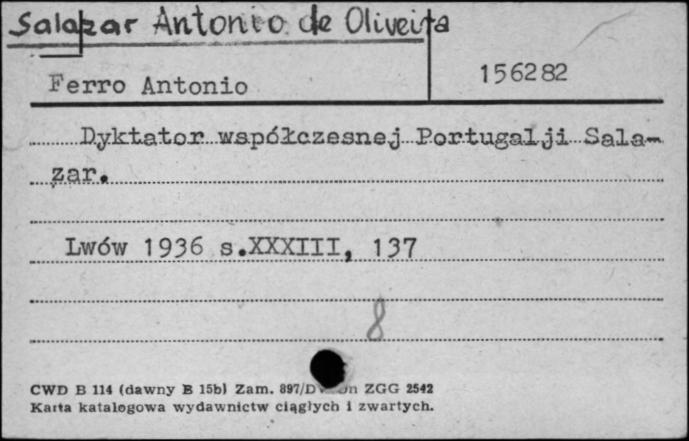 Salazar Antonio de Oliveira
Ferro Antonio
156282
Dyktator współczesnej Portugalji Sala-
zar.
Lwów 1936 s.XXXIII, 137
8
CWD B 114 (dawny B 15b) Zam. 897/D ZGG 2542
Karta katalogowa wydawnictw ciągłych i zwartych.